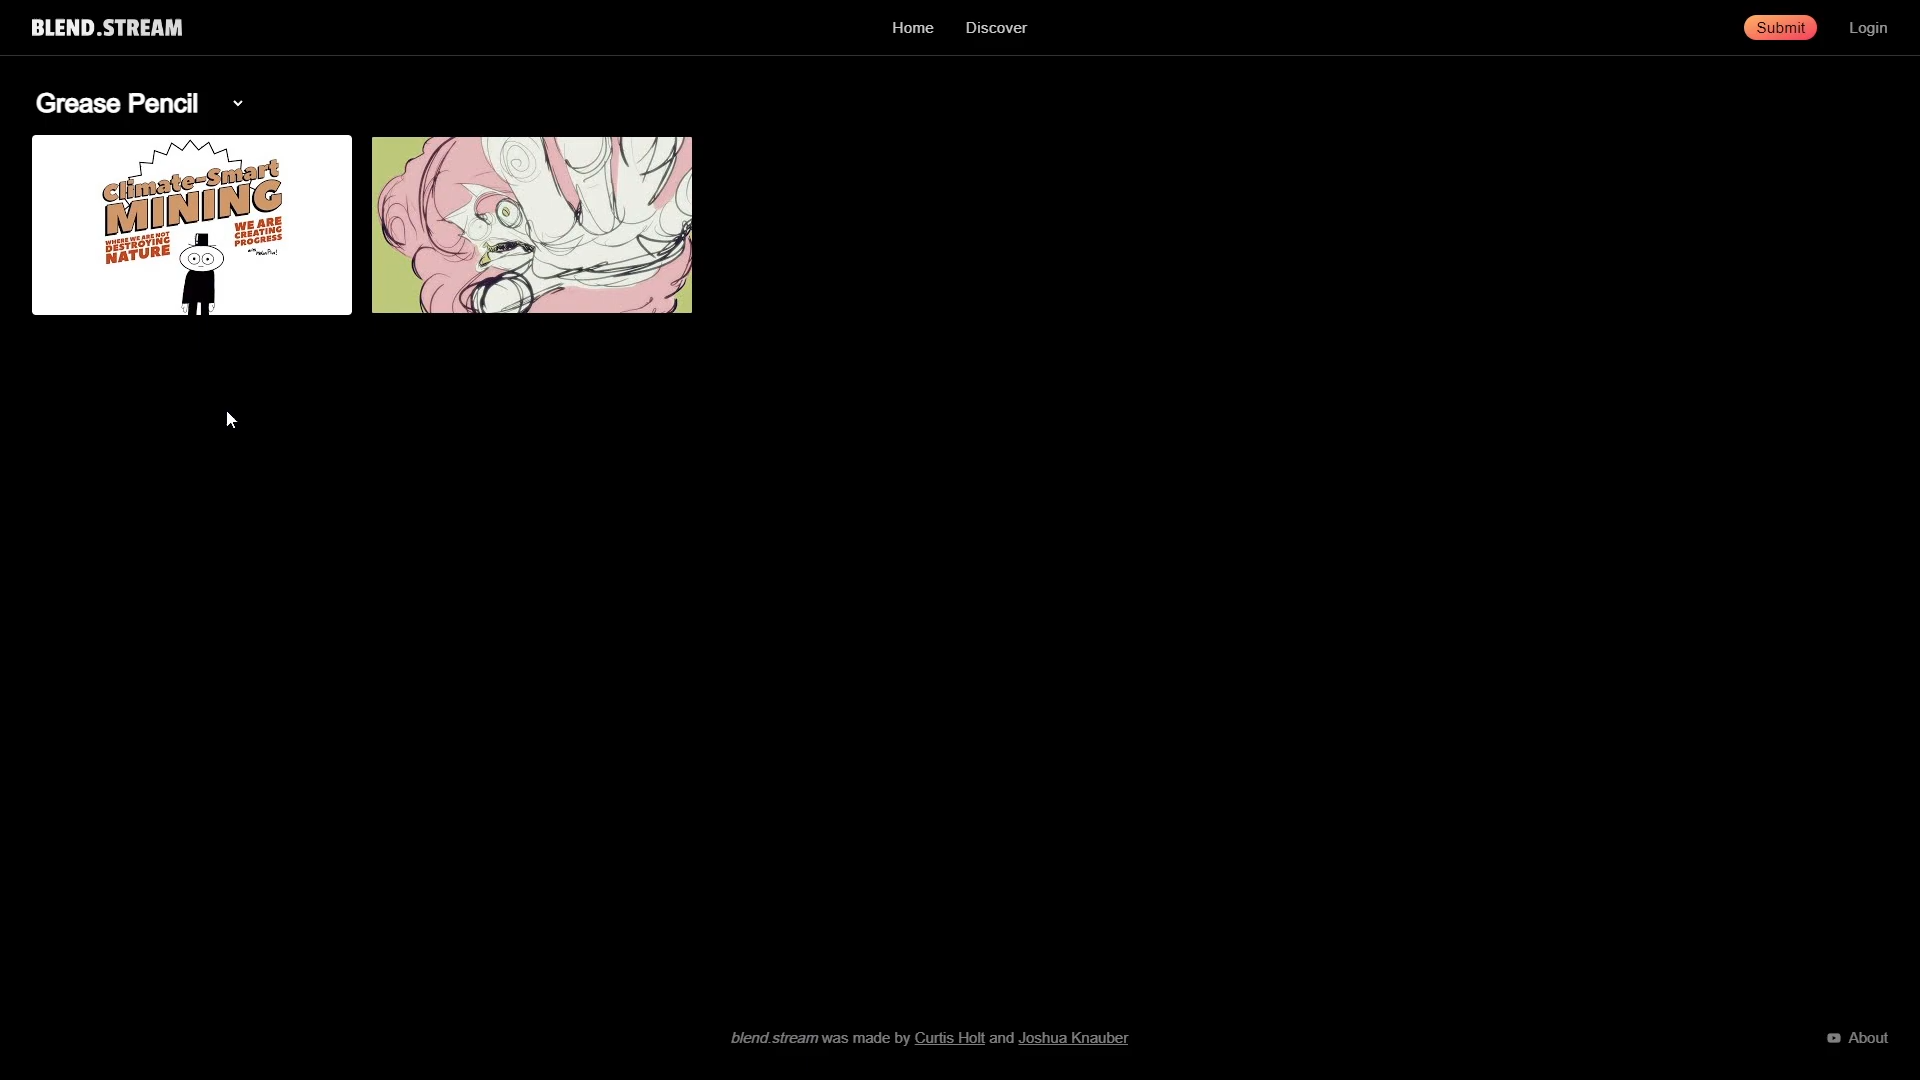 BLEND.STREAM
Home
Discover
Submit
Login
Grease Pencil
Climate-Smart
MINING
WHERE WE ARE NOT
DESTROYING
NATURE
WE ARE
CREATING
PROGRESS
blend.stream was made by Curtis Holt and Joshua Knauber
About